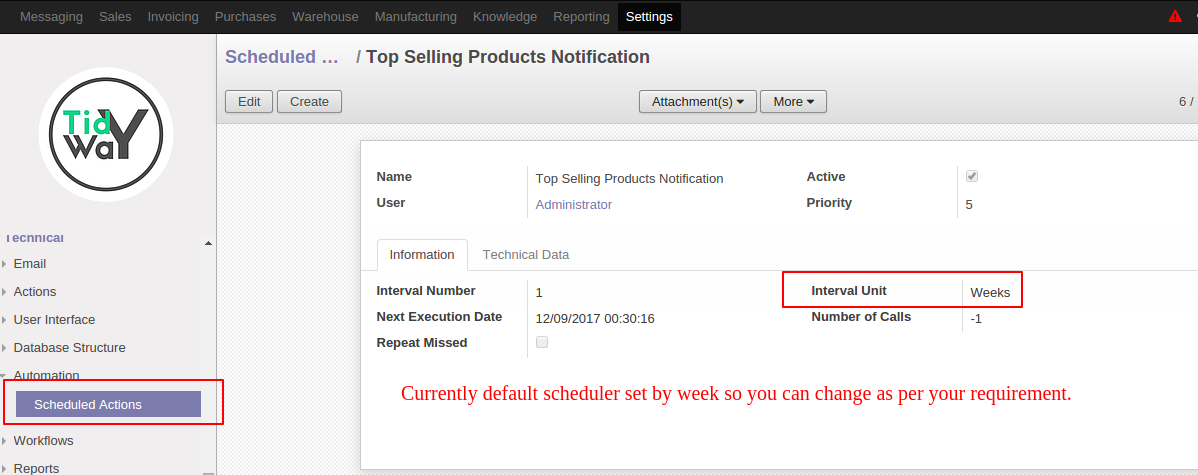 Messaging Sales Invoicing Purchases Warehouse Manufacturing Knowledge Reporting Settings
Scheduled ... / Top Selling Products Notification
Edit Create Attachment(s) More 6 /
Tidy
Way
Technical
Email
Actions
User Interface
Database Structure
Automation
Scheduled Actions
Workflows
Reports
Name Top Selling Products Notification Active
User Administrator Priority 5
Information Technical Data
Interval Number 1 Interval Unit Weeks
Next Execution Date 12/09/2017 00:30:16 Number of Calls -1
Repeat Missed
Currently default scheduler set by week so you can change as per your requirement.